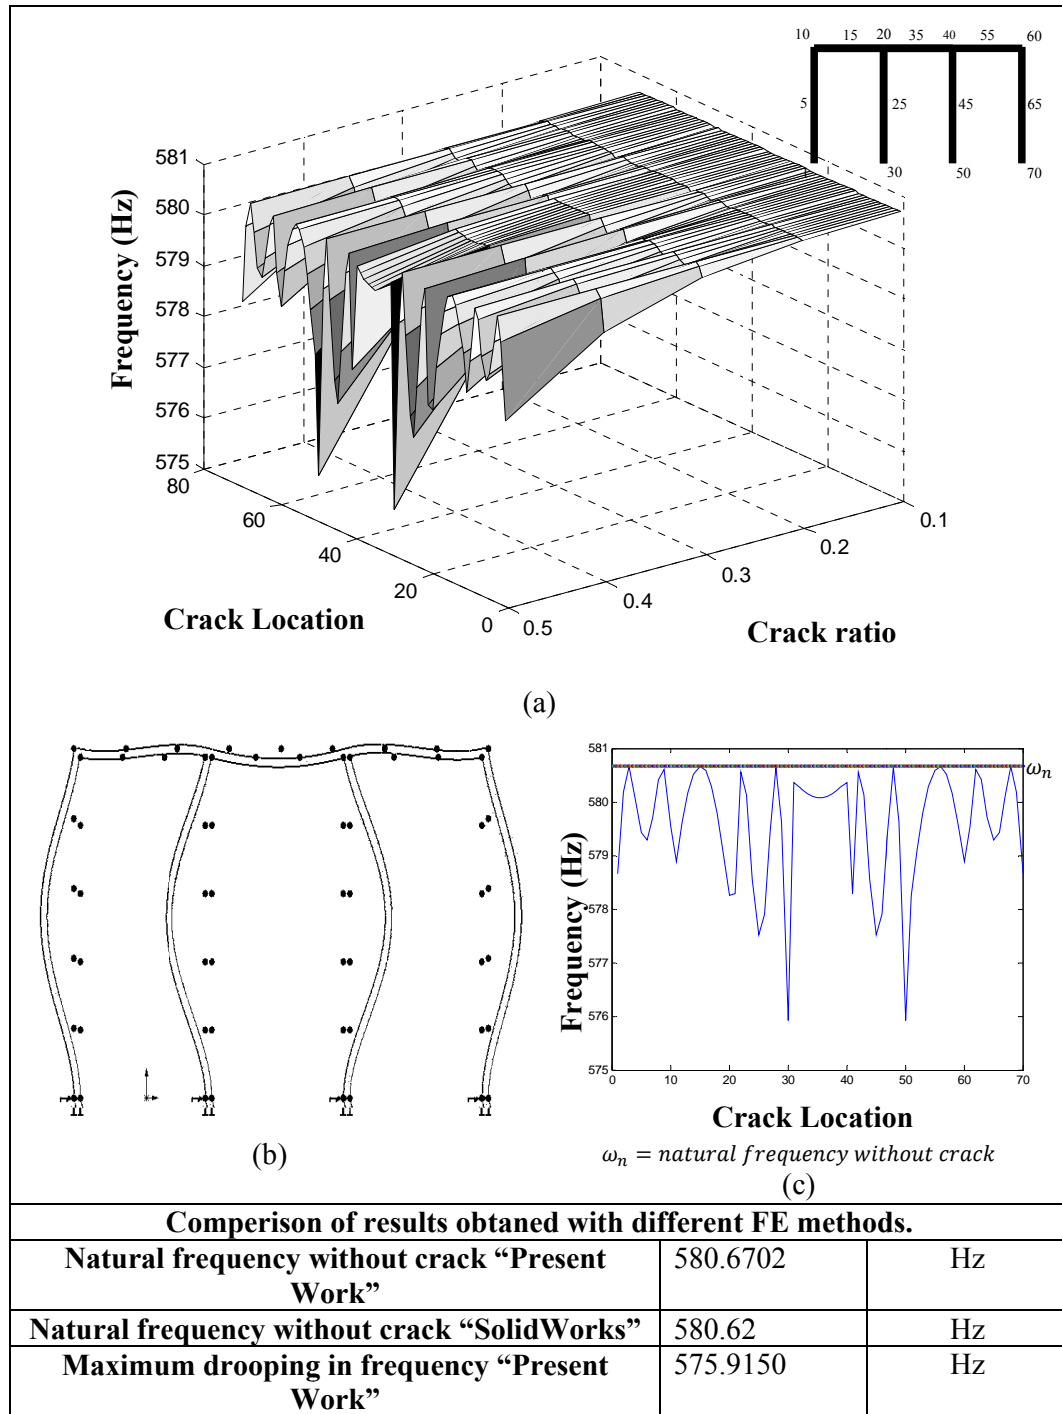 10 15 20 35 40 55 60
5 25 45 65
30 50 70
Frequency (Hz)
581
580
579
578
577
576
575
80
60
40
20
0
0.5
0.4
0.3
0.2
0.1
Crack Location
Crack ratio
(a)
(b)
Frequency (Hz)
581
580
579
578
577
576
575
0 10 20 30 40 50 60 70
ωn
Crack Location
ωn = natural frequency without crack
(c)
Comperison of results obtaned with different FE methods.
Natural frequency without crack “Present
Work”
580.6702
Hz
Natural frequency without crack “SolidWorks”
580.62
Hz
Maximum drooping in frequency “Present
Work”
575.9150
Hz